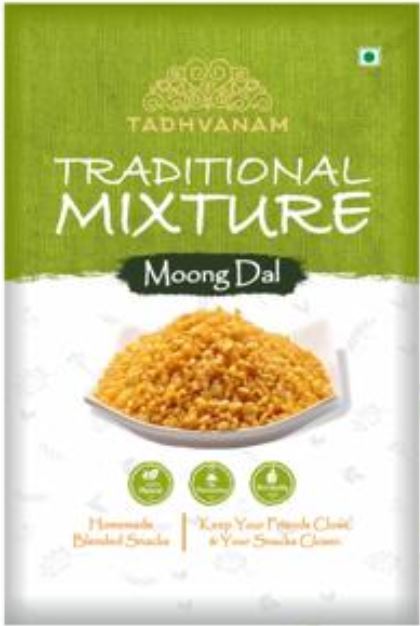 TADHVANAM
TRADITIONAL
MIXTURE
Moong Dal
Homemade 'Keep Your Friends Close'
Blended Snacks & Your Snacks Closer